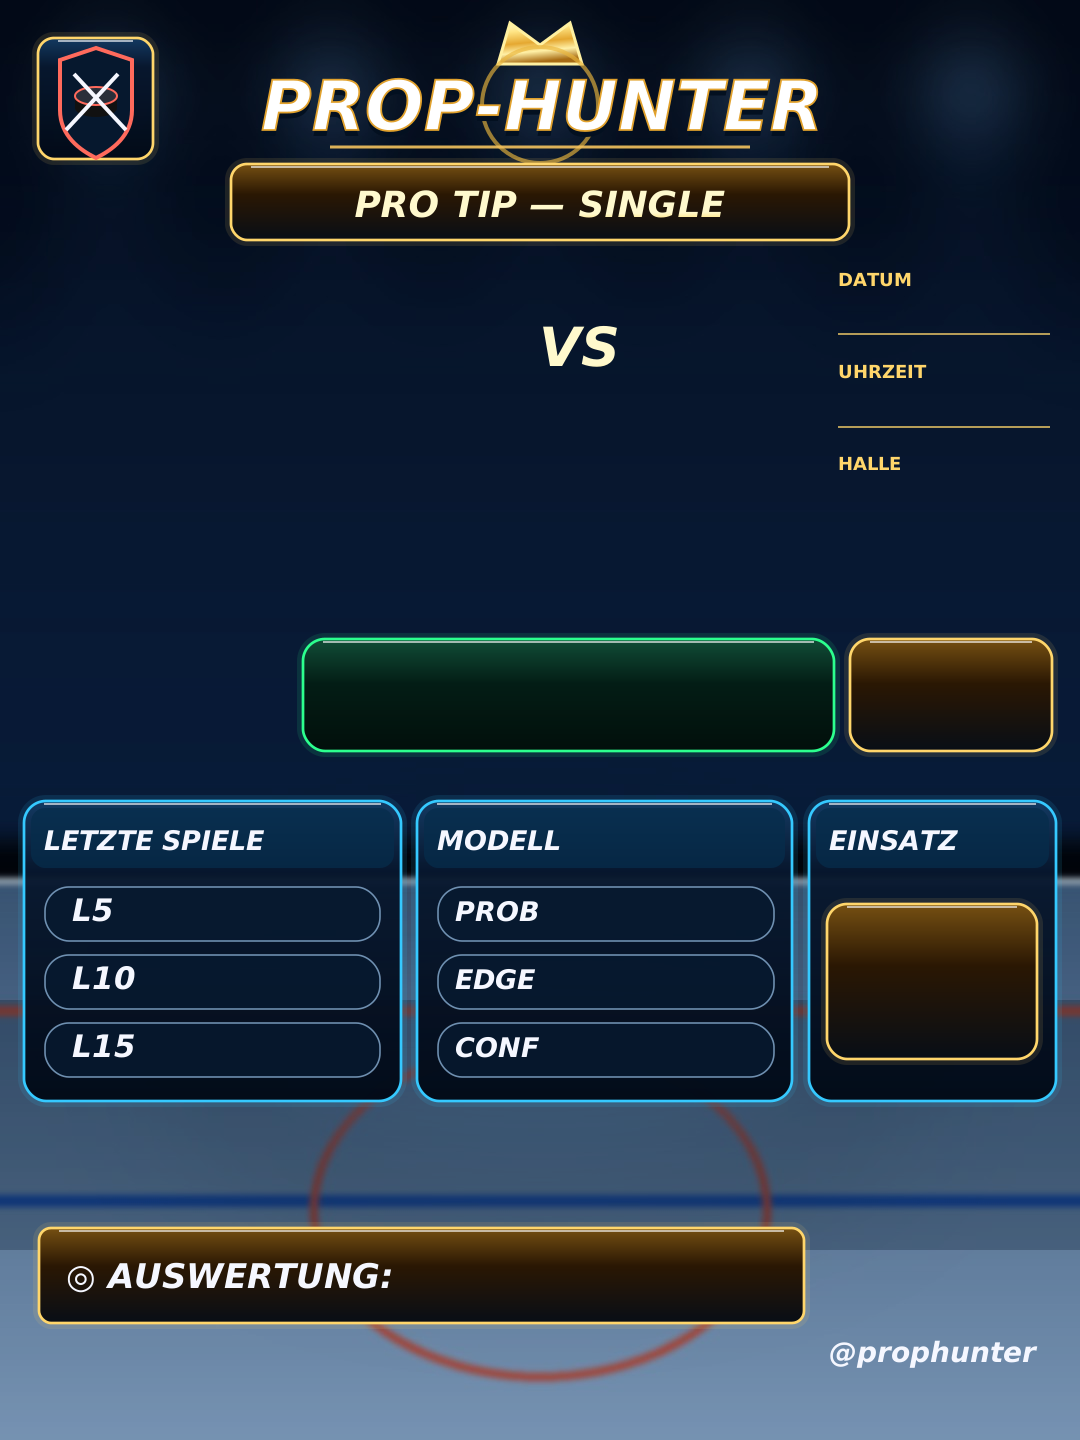 PROP-HUNTER
PRO TIP — SINGLE
VS
DATUM
UHRZEIT
HALLE
LETZTE SPIELE
L5
L10
L15
MODELL
PROB
EDGE
CONF
EINSATZ
◎ AUSWERTUNG:
@prophunter